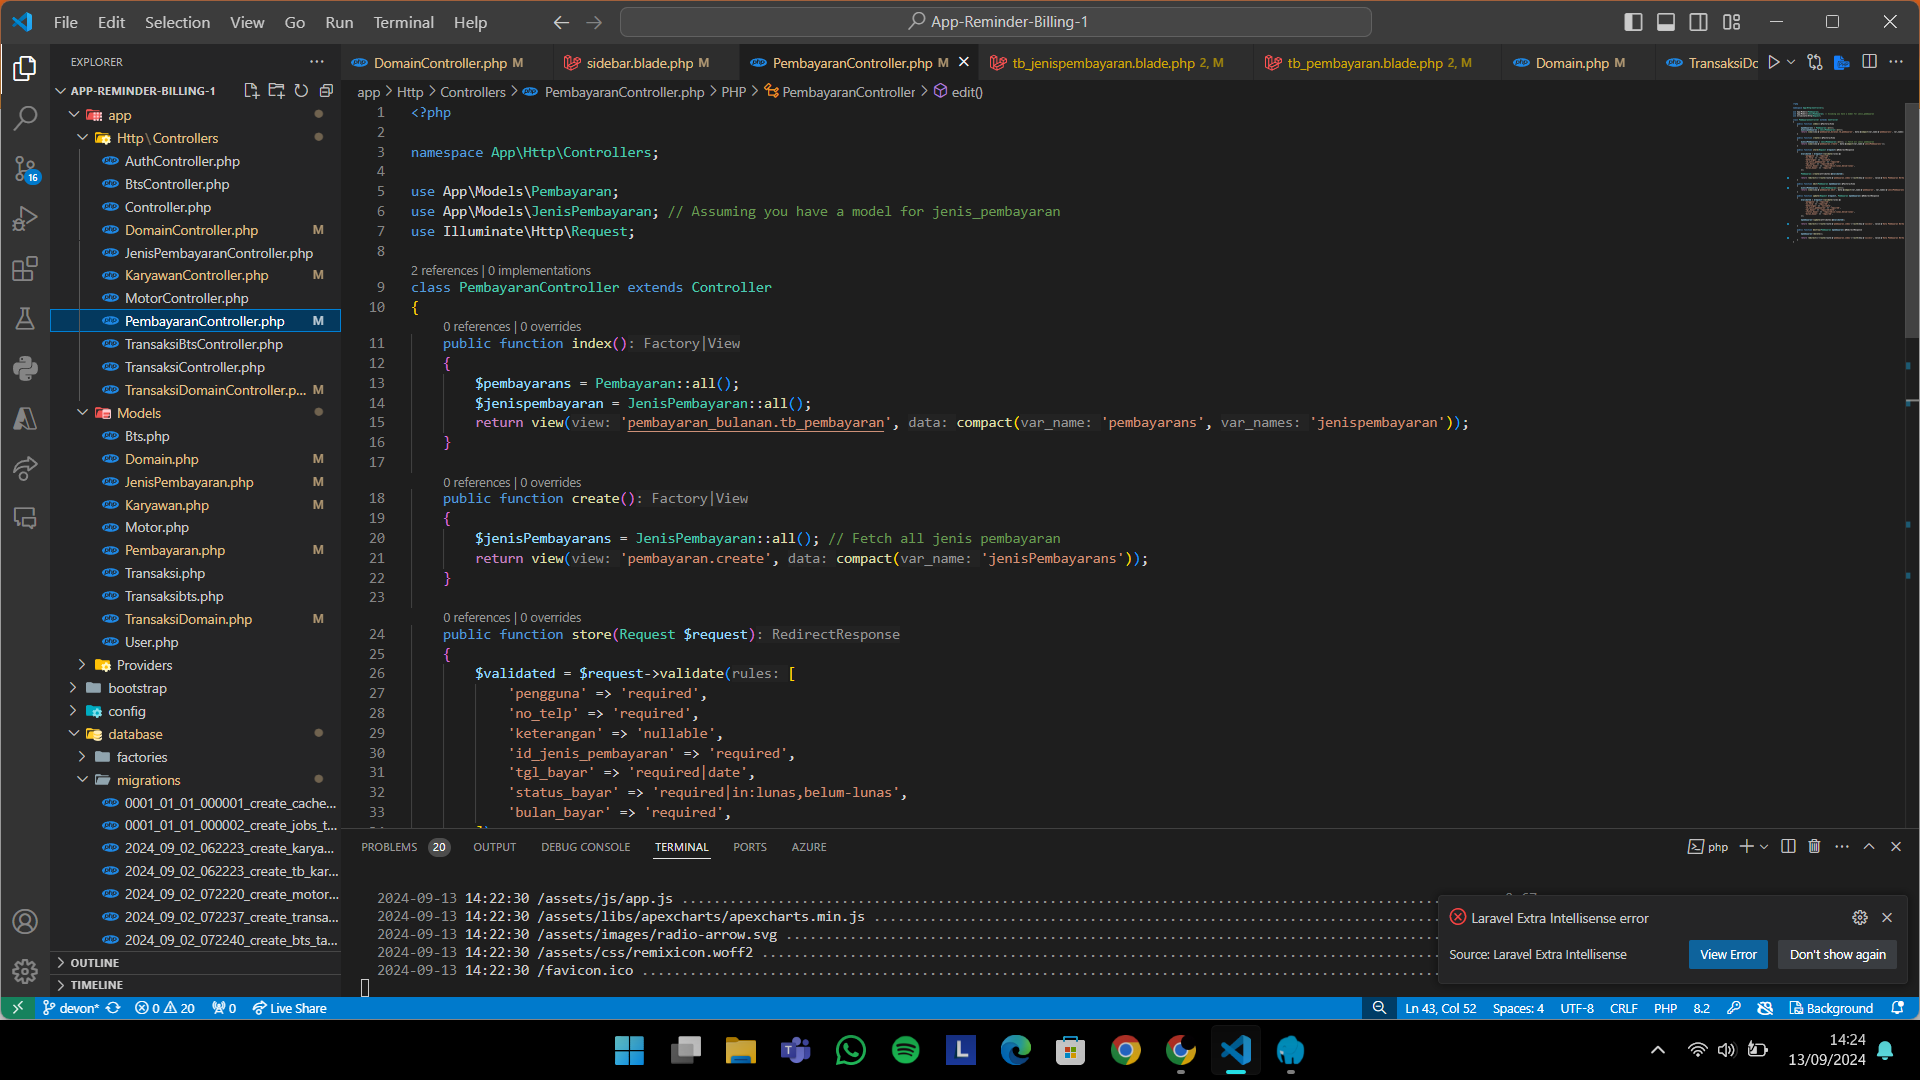 File Edit Selection View Go Run Terminal Help
App-Reminder-Billing-1
EXPLORER
DomainController.php M
sidebar.blade.php M
PembayaranController.php M
tb_jenispembayaran.blade.php 2, M
tb_pembayaran.blade.php 2, M
Domain.php M
TransaksiDc
APP-REMINDER-BILLING-1
app > Http > Controllers > PembayaranController.php > PHP > PembayaranController > edit()
app
Http\Controllers
AuthController.php
BtsController.php
Controller.php
DomainController.php M
JenisPembayaranController.php
KaryawanController.php M
MotorController.php
PembayaranController.php M
TransaksiBtsController.php
TransaksiController.php
TransaksiDomainController.p... M
Models
Bts.php
Domain.php M
JenisPembayaran.php M
Karyawan.php M
Motor.php
Pembayaran.php M
Transaksi.php
Transaksibts.php
TransaksiDomain.php M
User.php
Providers
bootstrap
config
database
factories
migrations
0001_01_01_000001_create_cache...
0001_01_01_000002_create_jobs_t...
2024_09_02_062223_create_karya...
2024_09_02_062223_create_tb_kar...
2024_09_02_072220_create_motor...
2024_09_02_072237_create_transa...
2024_09_02_072240_create_bts_ta...
OUTLINE
TIMELINE
16
1 <?php
2
3 namespace App\Http\Controllers;
4
5 use App\Models\Pembayaran;
6 use App\Models\JenisPembayaran; // Assuming you have a model for jenis_pembayaran
7 use Illuminate\Http\Request;
8
2 references | 0 implementations
9 class PembayaranController extends Controller
10 {
0 references | 0 overrides
11 public function index(): Factory|View
12 {
13 $pembayarans = Pembayaran::all();
14 $jenispembayaran = JenisPembayaran::all();
15 return view(view: 'pembayaran_bulanan.tb_pembayaran', data: compact(var_name: 'pembayarans', var_names: 'jenispembayaran'));
16 }
17
0 references | 0 overrides
18 public function create(): Factory|View
19 {
20 $jenisPembayarans = JenisPembayaran::all(); // Fetch all jenis pembayaran
21 return view(view: 'pembayaran.create', data: compact(var_name: 'jenisPembayarans'));
22 }
23
0 references | 0 overrides
24 public function store(Request $request): RedirectResponse
25 {
26 $validated = $request->validate(rules: [
27 'pengguna' => 'required',
28 'no_telp' => 'required',
29 'keterangan' => 'nullable',
30 'id_jenis_pembayaran' => 'required',
31 'tgl_bayar' => 'required|date',
32 'status_bayar' => 'required|in:lunas,belum-lunas',
33 'bulan_bayar' => 'required',
PROBLEMS 20 OUTPUT DEBUG CONSOLE TERMINAL PORTS AZURE
php
2024-09-13 14:22:30 /assets/js/app.js
2024-09-13 14:22:30 /assets/libs/apexcharts/apexcharts.min.js
2024-09-13 14:22:30 /assets/images/radio-arrow.svg
2024-09-13 14:22:30 /assets/css/remixicon.woff2
2024-09-13 14:22:30 /favicon.ico
Laravel Extra Intellisense error
Source: Laravel Extra Intellisense
View Error
Don't show again
devon* 0 20 0 Live Share
Ln 43, Col 52 Spaces: 4 UTF-8 CRLF PHP 8.2 Background
L
14:24
13/09/2024